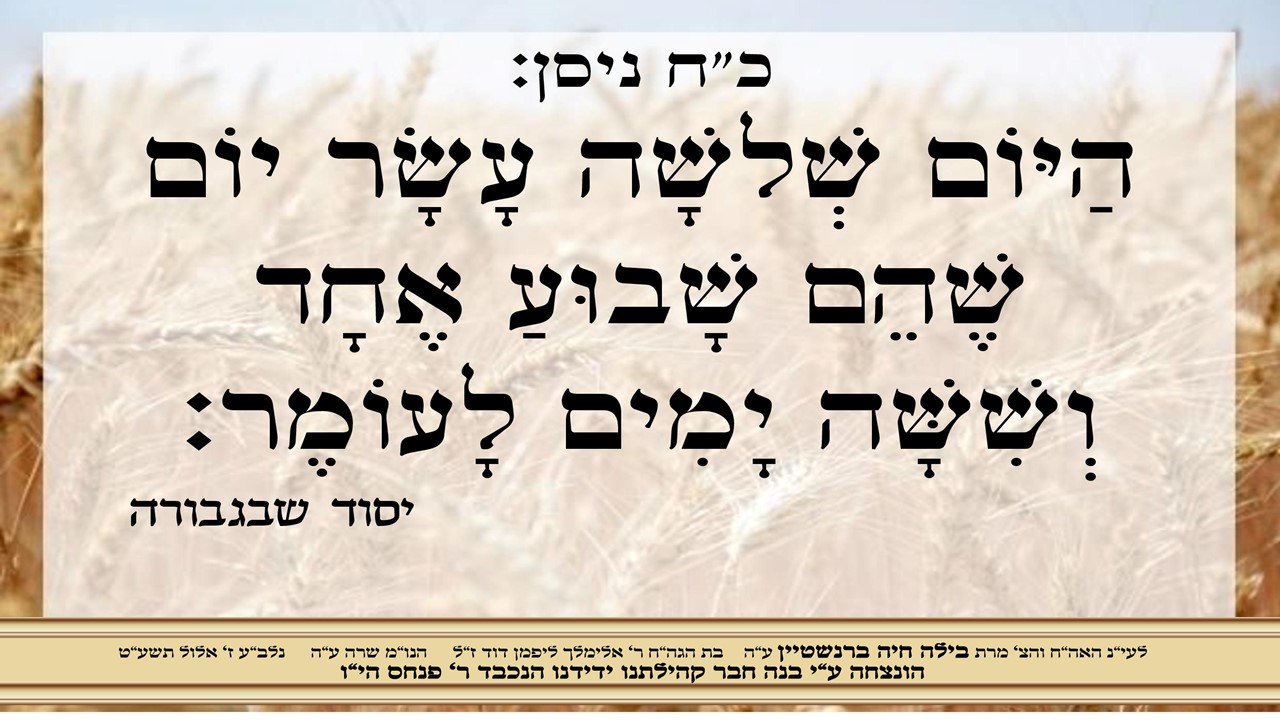 כ״ח ניסן:
הַיּוֹם שְׁלֹשָׁה עָשָׂר יוֹם
שֶׁהֵם שָׁבוּעַ אֶחָד
וְשִׁשָּׁה יָמִים לָעוֹמֶר:
יסוד שבגבורה
לעי״נ האה״ח והצ׳ מרת בילה חיה ברנשטיין ע״ה בת הגה״ח ר׳ אלימלך ליפמן דוד ז״ל הנו״מ שרה ע״ה נלב״ע ז׳ אלול תשע״ט
הונצחה ע״י בנה חבר קהילתנו ידידנו הנכבד ר׳ פנחס הי״ו